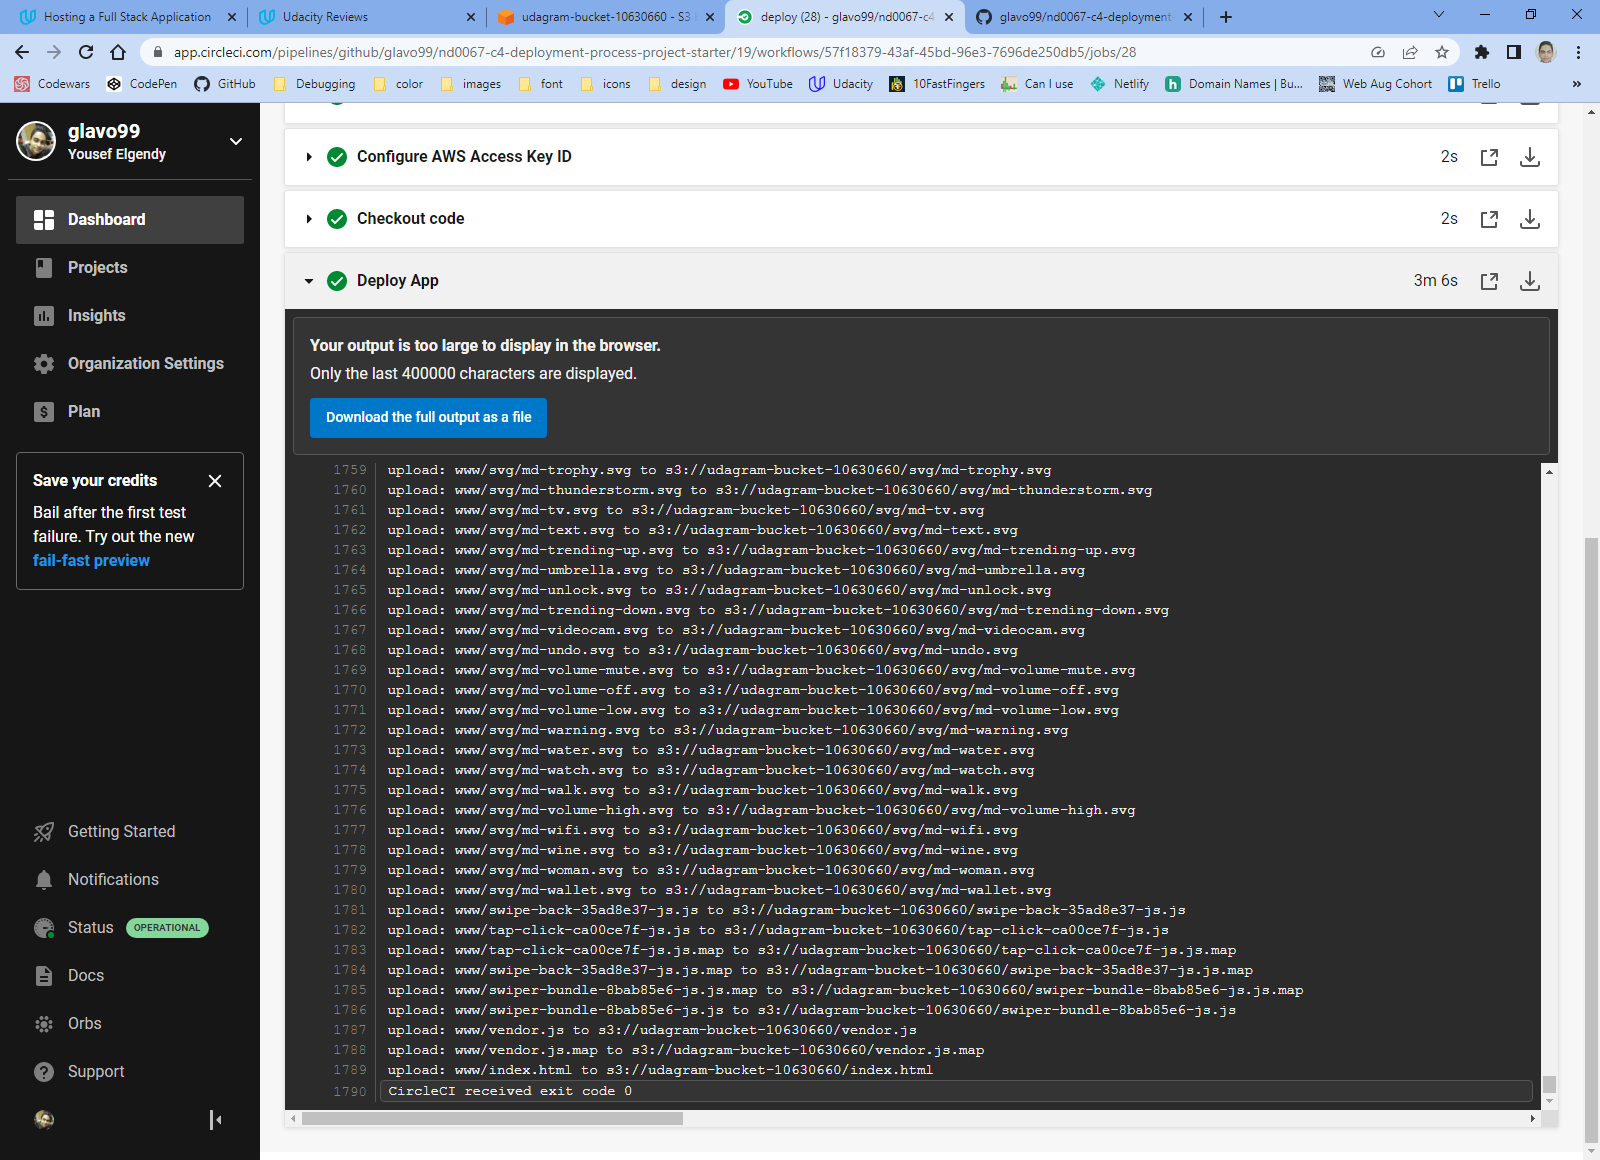 Hosting a Full Stack Application
Udacity Reviews
udagram-bucket-10630660 - S3
deploy (28) - glavo99/nd0067-c4
glavo99/nd0067-c4-deployment
app.circleci.com/pipelines/github/glavo99/nd0067-c4-deployment-process-project-starter/19/workflows/57f18379-43af-45bd-96e3-7696de250db5/jobs/28
Codewars
CodePen
GitHub
Debugging
color
images
font
icons
design
YouTube
Udacity
10FastFingers
Can I use
Netlify
Domain Names | Bu...
Web Aug Cohort
Trello
»
glavo99
Yousef Elgendy
Dashboard
Projects
Insights
Organization Settings
Plan
Save your credits
Bail after the first test
failure. Try out the new
fail-fast preview
Getting Started
Notifications
Status OPERATIONAL
Docs
Orbs
Support
Configure AWS Access Key ID 2s
Checkout code 2s
Deploy App 3m 6s
Your output is too large to display in the browser.
Only the last 400000 characters are displayed.
Download the full output as a file
1759 upload: www/svg/md-trophy.svg to s3://udagram-bucket-10630660/svg/md-trophy.svg
1760 upload: www/svg/md-thunderstorm.svg to s3://udagram-bucket-10630660/svg/md-thunderstorm.svg
1761 upload: www/svg/md-tv.svg to s3://udagram-bucket-10630660/svg/md-tv.svg
1762 upload: www/svg/md-text.svg to s3://udagram-bucket-10630660/svg/md-text.svg
1763 upload: www/svg/md-trending-up.svg to s3://udagram-bucket-10630660/svg/md-trending-up.svg
1764 upload: www/svg/md-umbrella.svg to s3://udagram-bucket-10630660/svg/md-umbrella.svg
1765 upload: www/svg/md-unlock.svg to s3://udagram-bucket-10630660/svg/md-unlock.svg
1766 upload: www/svg/md-trending-down.svg to s3://udagram-bucket-10630660/svg/md-trending-down.svg
1767 upload: www/svg/md-videocam.svg to s3://udagram-bucket-10630660/svg/md-videocam.svg
1768 upload: www/svg/md-undo.svg to s3://udagram-bucket-10630660/svg/md-undo.svg
1769 upload: www/svg/md-volume-mute.svg to s3://udagram-bucket-10630660/svg/md-volume-mute.svg
1770 upload: www/svg/md-volume-off.svg to s3://udagram-bucket-10630660/svg/md-volume-off.svg
1771 upload: www/svg/md-volume-low.svg to s3://udagram-bucket-10630660/svg/md-volume-low.svg
1772 upload: www/svg/md-warning.svg to s3://udagram-bucket-10630660/svg/md-warning.svg
1773 upload: www/svg/md-water.svg to s3://udagram-bucket-10630660/svg/md-water.svg
1774 upload: www/svg/md-watch.svg to s3://udagram-bucket-10630660/svg/md-watch.svg
1775 upload: www/svg/md-walk.svg to s3://udagram-bucket-10630660/svg/md-walk.svg
1776 upload: www/svg/md-volume-high.svg to s3://udagram-bucket-10630660/svg/md-volume-high.svg
1777 upload: www/svg/md-wifi.svg to s3://udagram-bucket-10630660/svg/md-wifi.svg
1778 upload: www/svg/md-wine.svg to s3://udagram-bucket-10630660/svg/md-wine.svg
1779 upload: www/svg/md-woman.svg to s3://udagram-bucket-10630660/svg/md-woman.svg
1780 upload: www/svg/md-wallet.svg to s3://udagram-bucket-10630660/svg/md-wallet.svg
1781 upload: www/swipe-back-35ad8e37-js.js to s3://udagram-bucket-10630660/swipe-back-35ad8e37-js.js
1782 upload: www/tap-click-ca00ce7f-js.js to s3://udagram-bucket-10630660/tap-click-ca00ce7f-js.js
1783 upload: www/tap-click-ca00ce7f-js.js.map to s3://udagram-bucket-10630660/tap-click-ca00ce7f-js.js.map
1784 upload: www/swipe-back-35ad8e37-js.js.map to s3://udagram-bucket-10630660/swipe-back-35ad8e37-js.js.map
1785 upload: www/swiper-bundle-8bab85e6-js.js.map to s3://udagram-bucket-10630660/swiper-bundle-8bab85e6-js.js.map
1786 upload: www/swiper-bundle-8bab85e6-js.js to s3://udagram-bucket-10630660/swiper-bundle-8bab85e6-js.js
1787 upload: www/vendor.js to s3://udagram-bucket-10630660/vendor.js
1788 upload: www/vendor.js.map to s3://udagram-bucket-10630660/vendor.js.map
1789 upload: www/index.html to s3://udagram-bucket-10630660/index.html
1790 CircleCI received exit code 0